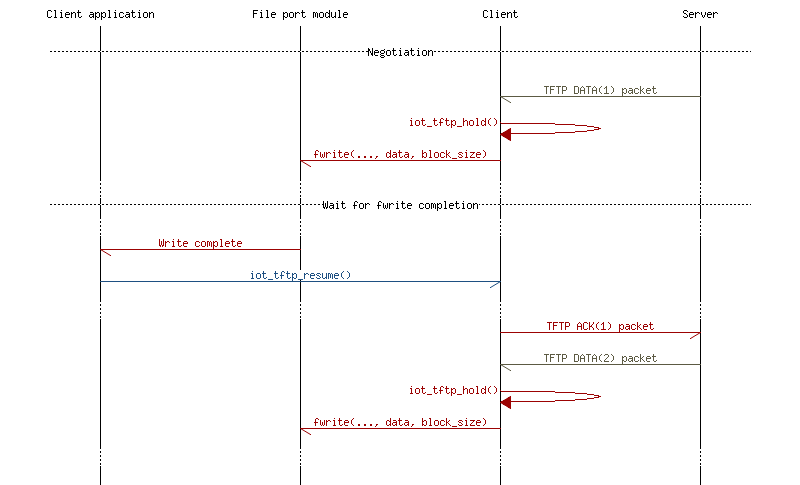 Client application File port module Client Server
Negotiation
TFTP DATA(1) packet
iot_tftp_hold()
fwrite(..., data, block_size)
Wait for fwrite completion
Write complete
iot_tftp_resume()
TFTP ACK(1) packet
TFTP DATA(2) packet
iot_tftp_hold()
fwrite(..., data, block_size)